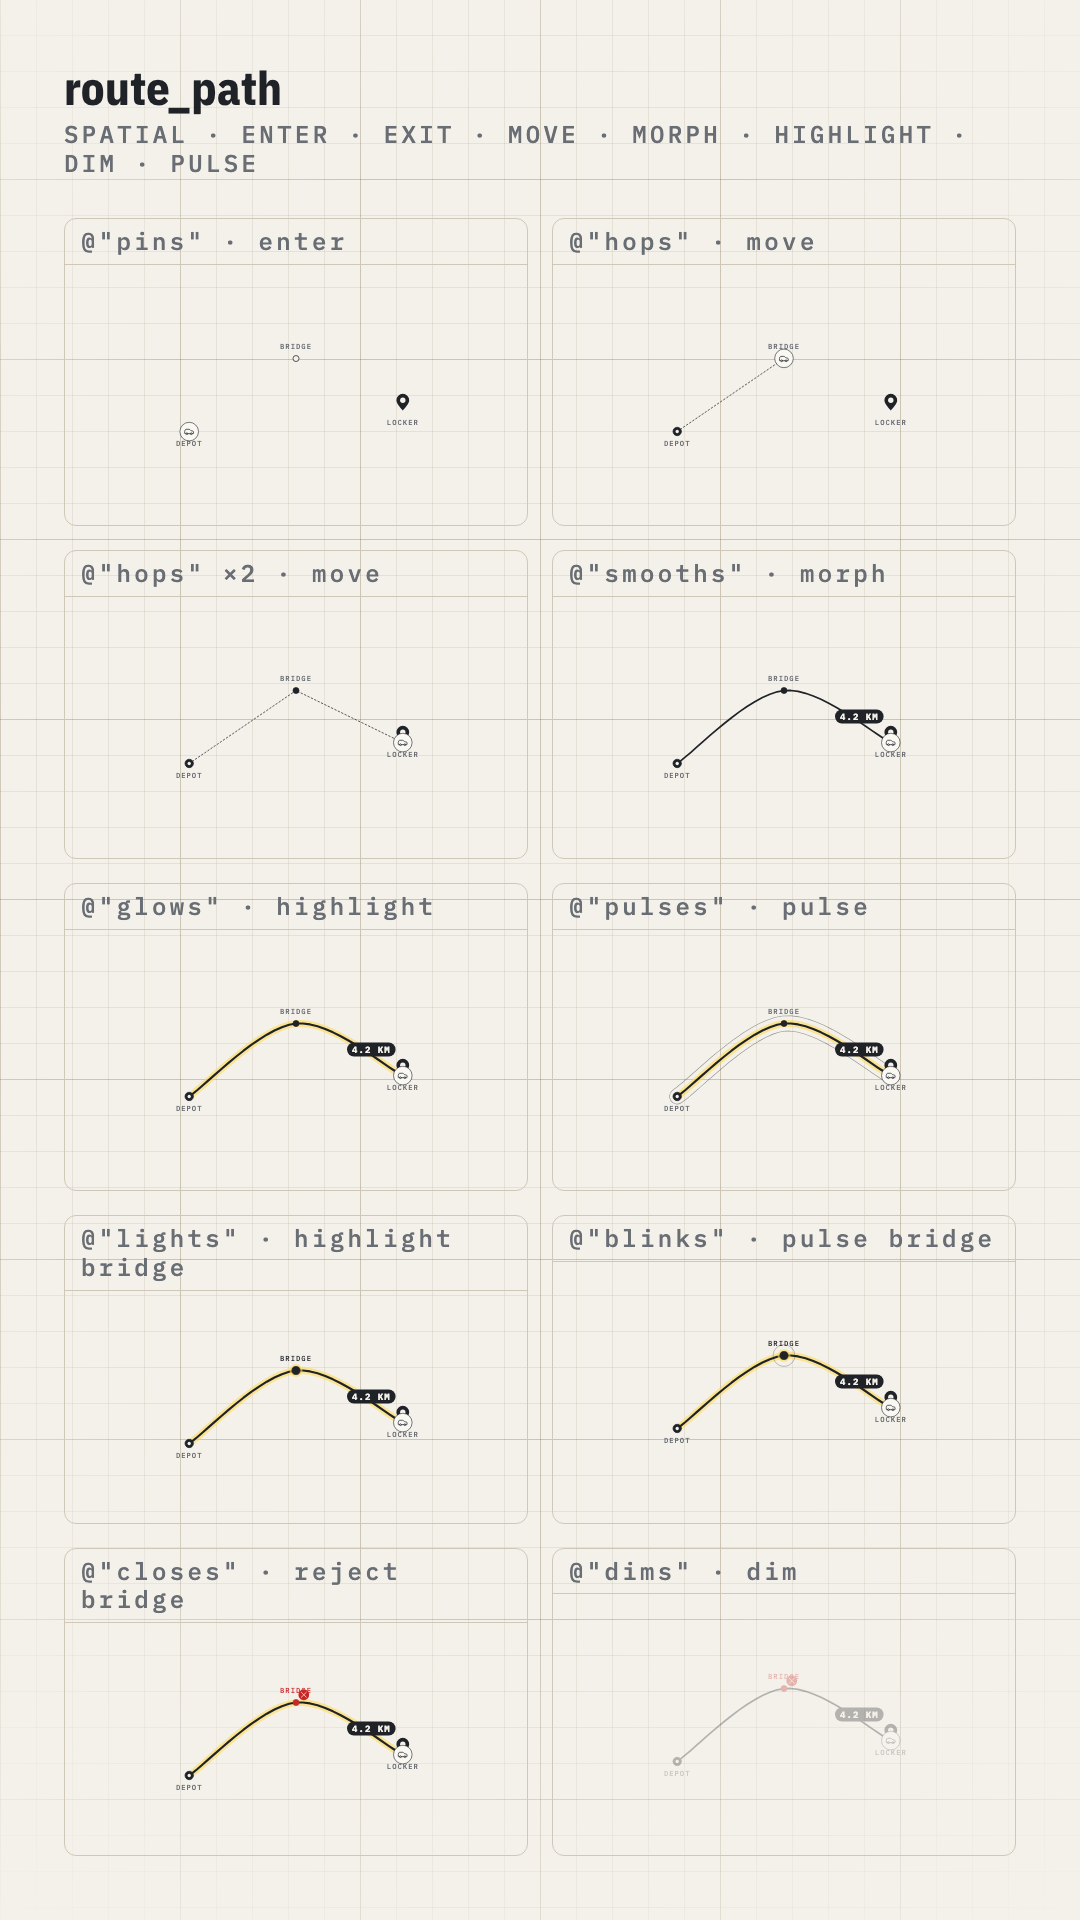 route_path
SPATIAL · ENTER · EXIT · MOVE · MORPH · HIGHLIGHT ·
DIM · PULSE
@"pins" · enter
BRIDGE
LOCKER
DEPOT
@"hops" · move
BRIDGE
LOCKER
DEPOT
@"hops" ×2 · move
BRIDGE
LOCKER
DEPOT
@"smooths" · morph
BRIDGE
4.2 KM
LOCKER
DEPOT
@"glows" · highlight
BRIDGE
4.2 KM
LOCKER
DEPOT
@"pulses" · pulse
BRIDGE
4.2 KM
LOCKER
DEPOT
@"lights" · highlight
bridge
BRIDGE
4.2 KM
LOCKER
DEPOT
@"blinks" · pulse bridge
BRIDGE
4.2 KM
LOCKER
DEPOT
@"closes" · reject
bridge
BRIDGE
4.2 KM
LOCKER
DEPOT
@"dims" · dim
BRIDGE
4.2 KM
LOCKER
DEPOT